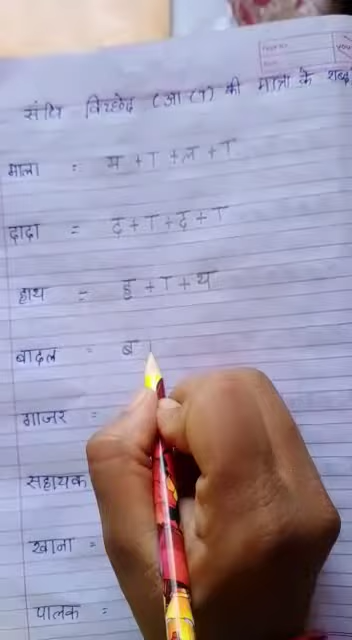 संधि विच्छेद (आ (ा) की मात्रा के शब्द
माला = म + ा + ल + ा
दादा = द + ा + द + ा
हाथ = ह + ा + थ
बादल = ब
गाजर =
सहायक
खाना =
पालक =